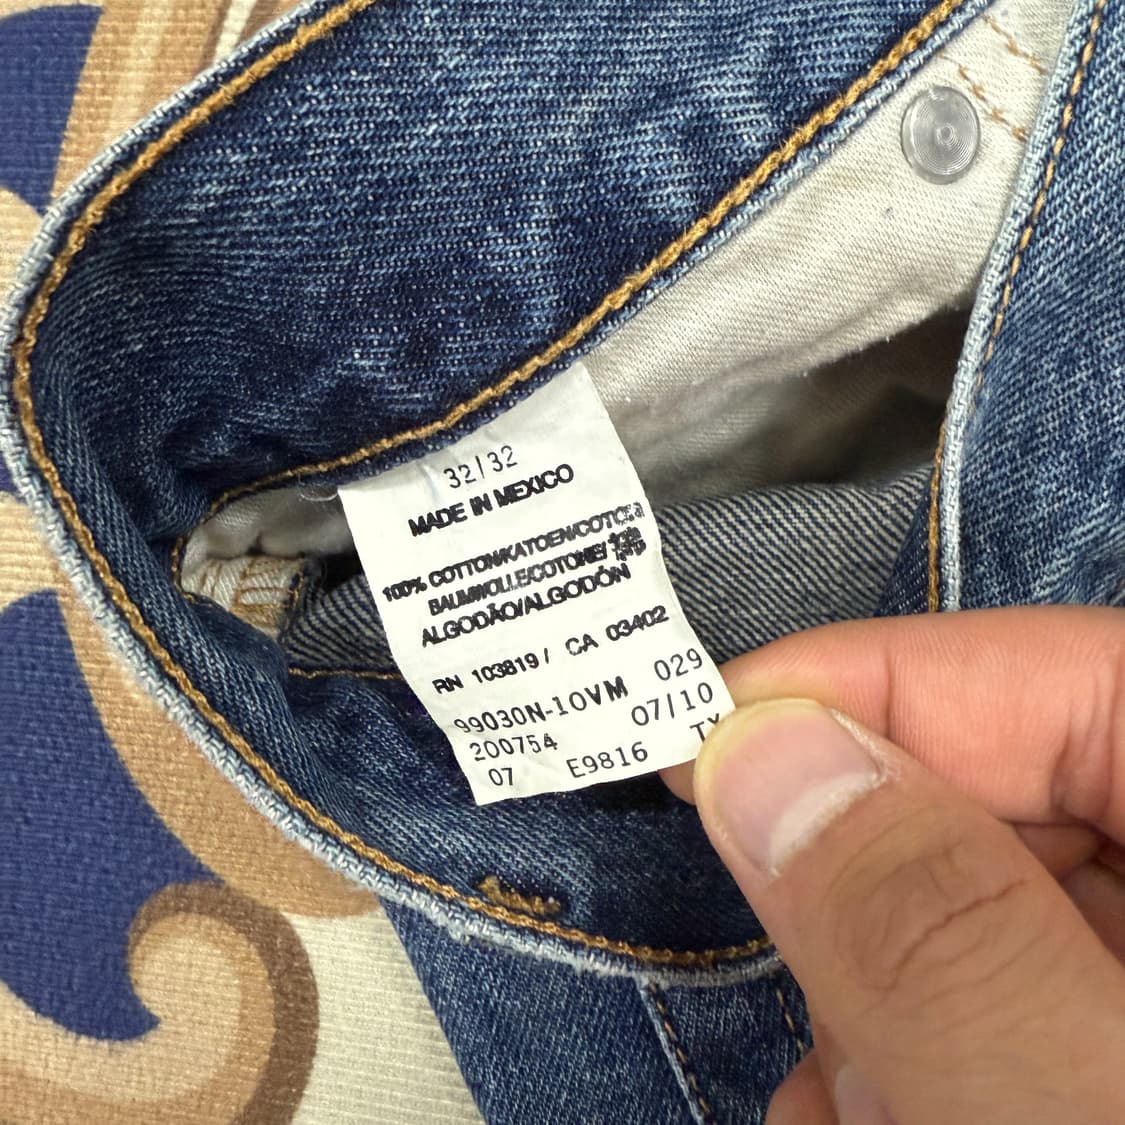 32/32
MADE IN MEXICO
100% COTTON/KATOEN/COTON
BAUMWOLLE/COTONE/
ALGODÃO/ALGODÓN
RN 103819 / CA 03402
99030N-10VM 029
200754 07/10
07 E9816 TX